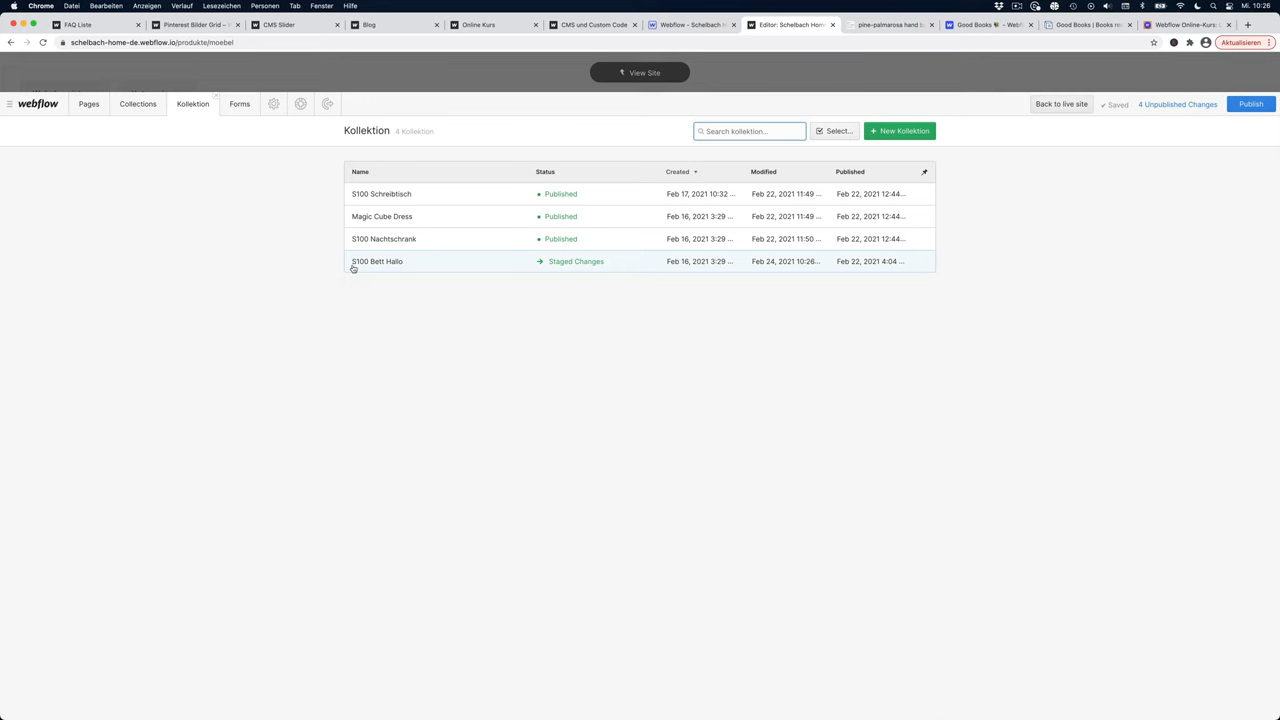 Chrome Datei Bearbeiten Anzeigen Verlauf Lesezeichen Personen Tab Fenster Hilfe Mi. 10:26
FAQ Liste Pinterest Bilder Grid – CMS Slider Blog Online Kurs CMS und Custom Code Webflow - Schelbach H Editor: Schelbach Hom pine-palmarosa hand b Good Books Webfl Good Books | Books re Webflow Online-Kurs:
schelbach-home-de.webflow.io/produkte/moebel Aktualisieren
View Site
webflow Pages Collections Kollektion Forms Back to live site Saved 4 Unpublished Changes Publish
Kollektion 4 Kollektion Search kollektion... Select... + New Kollektion
Name Status Created Modified Published
S100 Schreibtisch Published Feb 17, 2021 10:32 ... Feb 22, 2021 11:49 ... Feb 22, 2021 12:44...
Magic Cube Dress Published Feb 16, 2021 3:29 ... Feb 22, 2021 11:49 ... Feb 22, 2021 12:44...
S100 Nachtschrank Published Feb 16, 2021 3:29 ... Feb 22, 2021 11:50 ... Feb 22, 2021 12:44...
S100 Bett Hallo Staged Changes Feb 16, 2021 3:29 ... Feb 24, 2021 10:26... Feb 22, 2021 4:04 ...